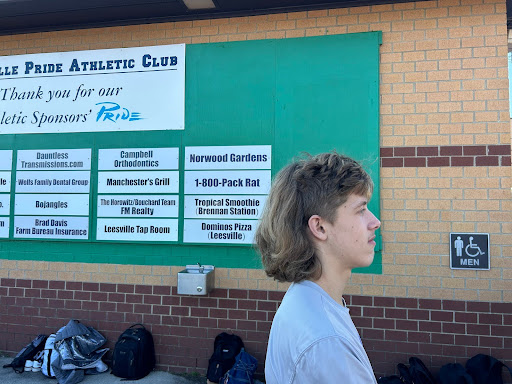 LLE PRIDE ATHLETIC CLUB
Thank you for our
letic Sponsors' PRIDE
Dauntless
Transmissions.com
Wells Family Dental Group
Bojangles
Brad Davis
Farm Bureau Insurance
Campbell
Orthodontics
Manchester's Grill
The Horowitz/Bouchard Team
FM Realty
Leesville Tap Room
Norwood Gardens
1-800-Pack Rat
Tropical Smoothie
(Brennan Station)
Dominos Pizza
(Leesville)
MEN